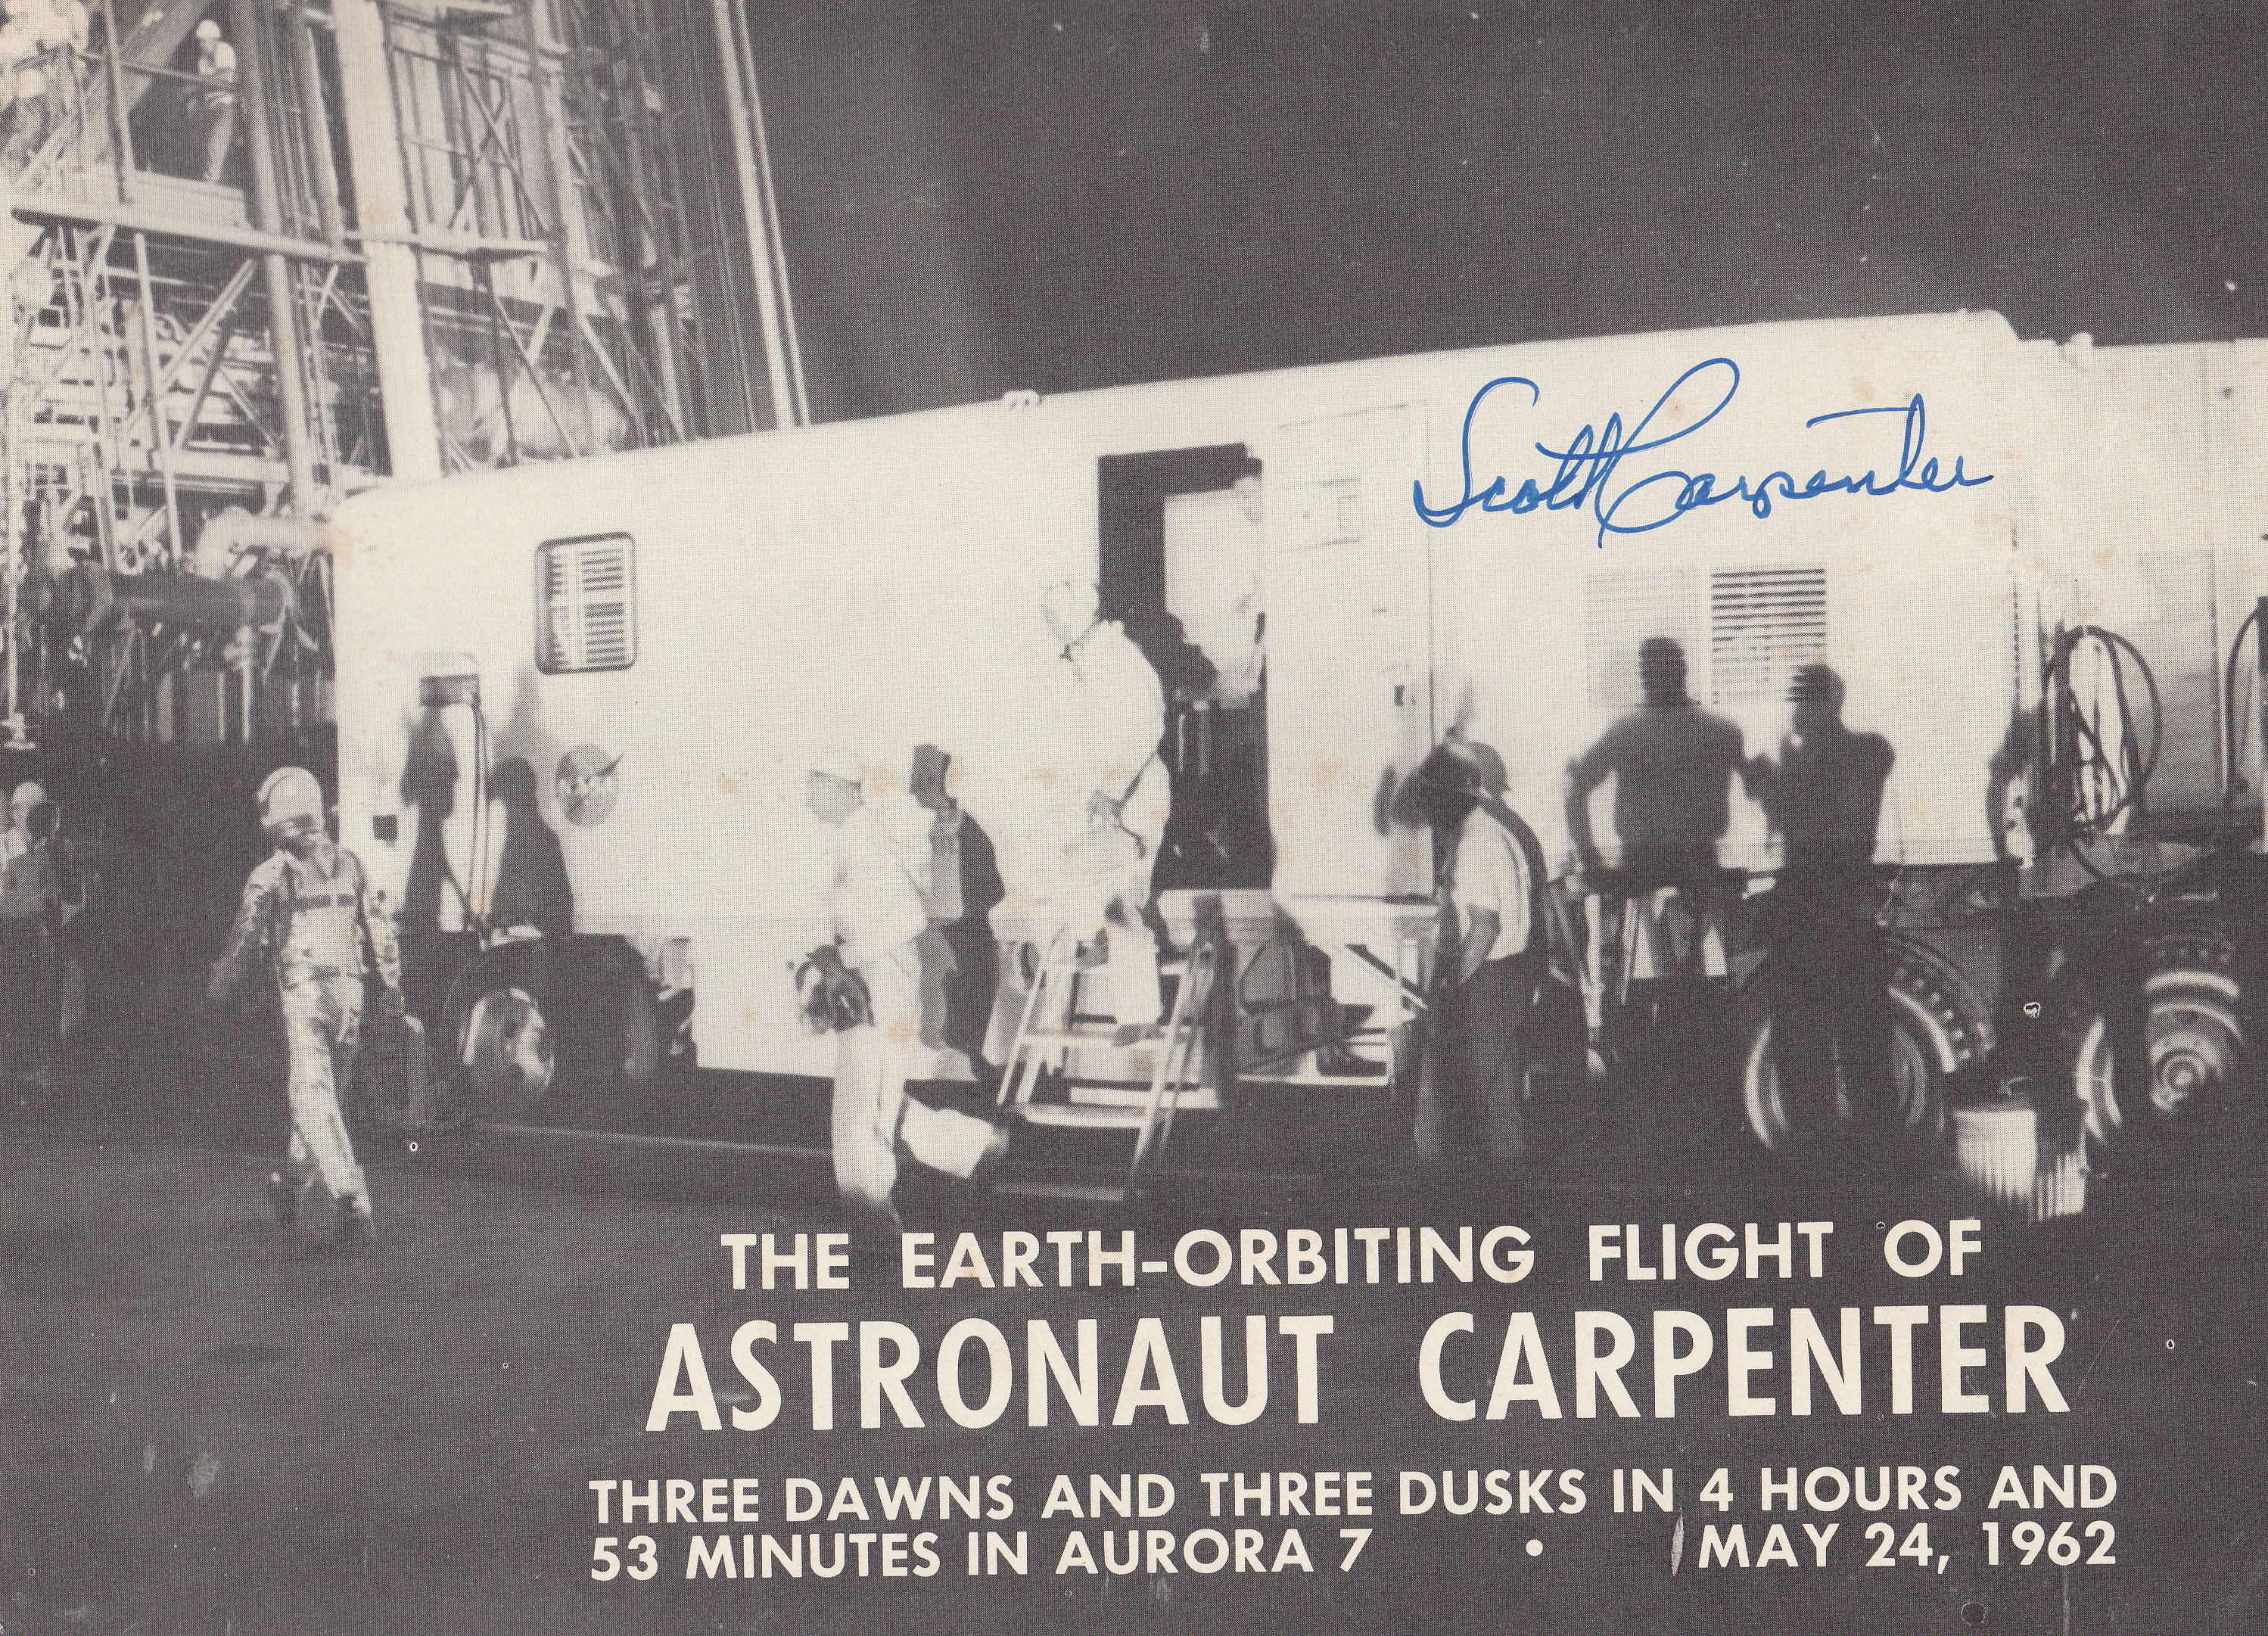 Scott Carpenter
NASA
THE EARTH-ORBITING FLIGHT OF
ASTRONAUT CARPENTER
THREE DAWNS AND THREE DUSKS IN 4 HOURS AND
53 MINUTES IN AURORA 7 • MAY 24, 1962